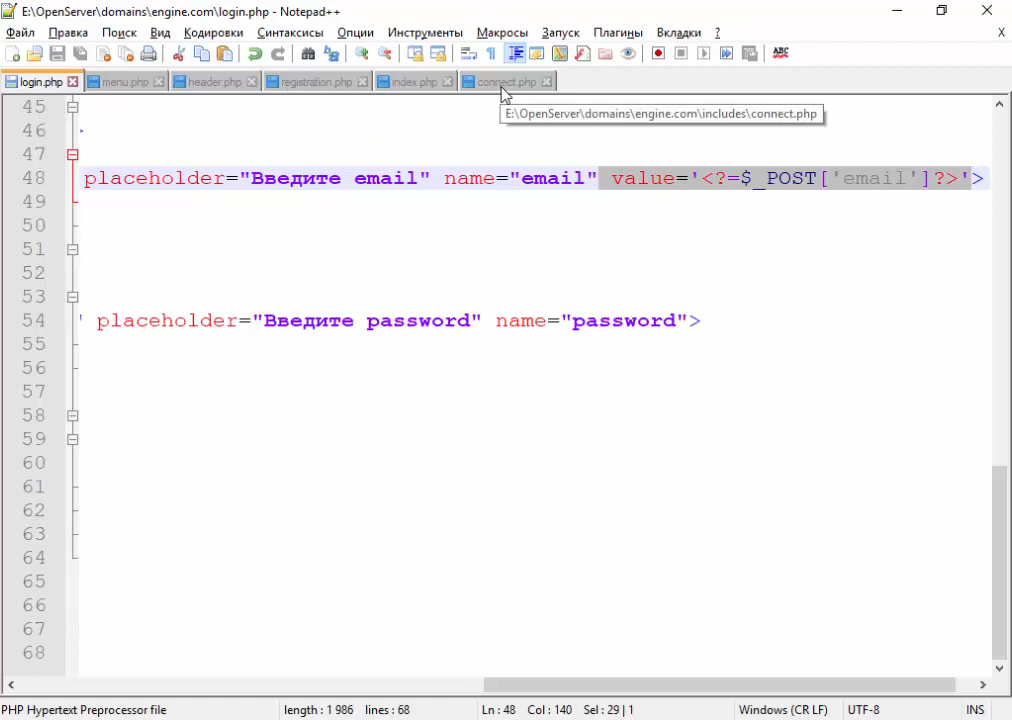 E:\OpenServer\domains\engine.com\login.php - Notepad++
Файл Правка Поиск Вид Кодировки Синтаксисы Опции Инструменты Макросы Запуск Плагины Вкладки ? X
ABC
login.php menu.php header.php registration.php index.php connect.php
E:\OpenServer\domains\engine.com\includes\connect.php
45
46
47
48 placeholder="Введите email" name="email" value='<?=$_POST['email']?>'>
49
50
51
52
53
54 ' placeholder="Введите password" name="password">
55
56
57
58
59
60
61
62
63
64
65
66
67
68
PHP Hypertext Preprocessor file length : 1 986 lines : 68 Ln : 48 Col : 140 Sel : 29 | 1 Windows (CR LF) UTF-8 INS